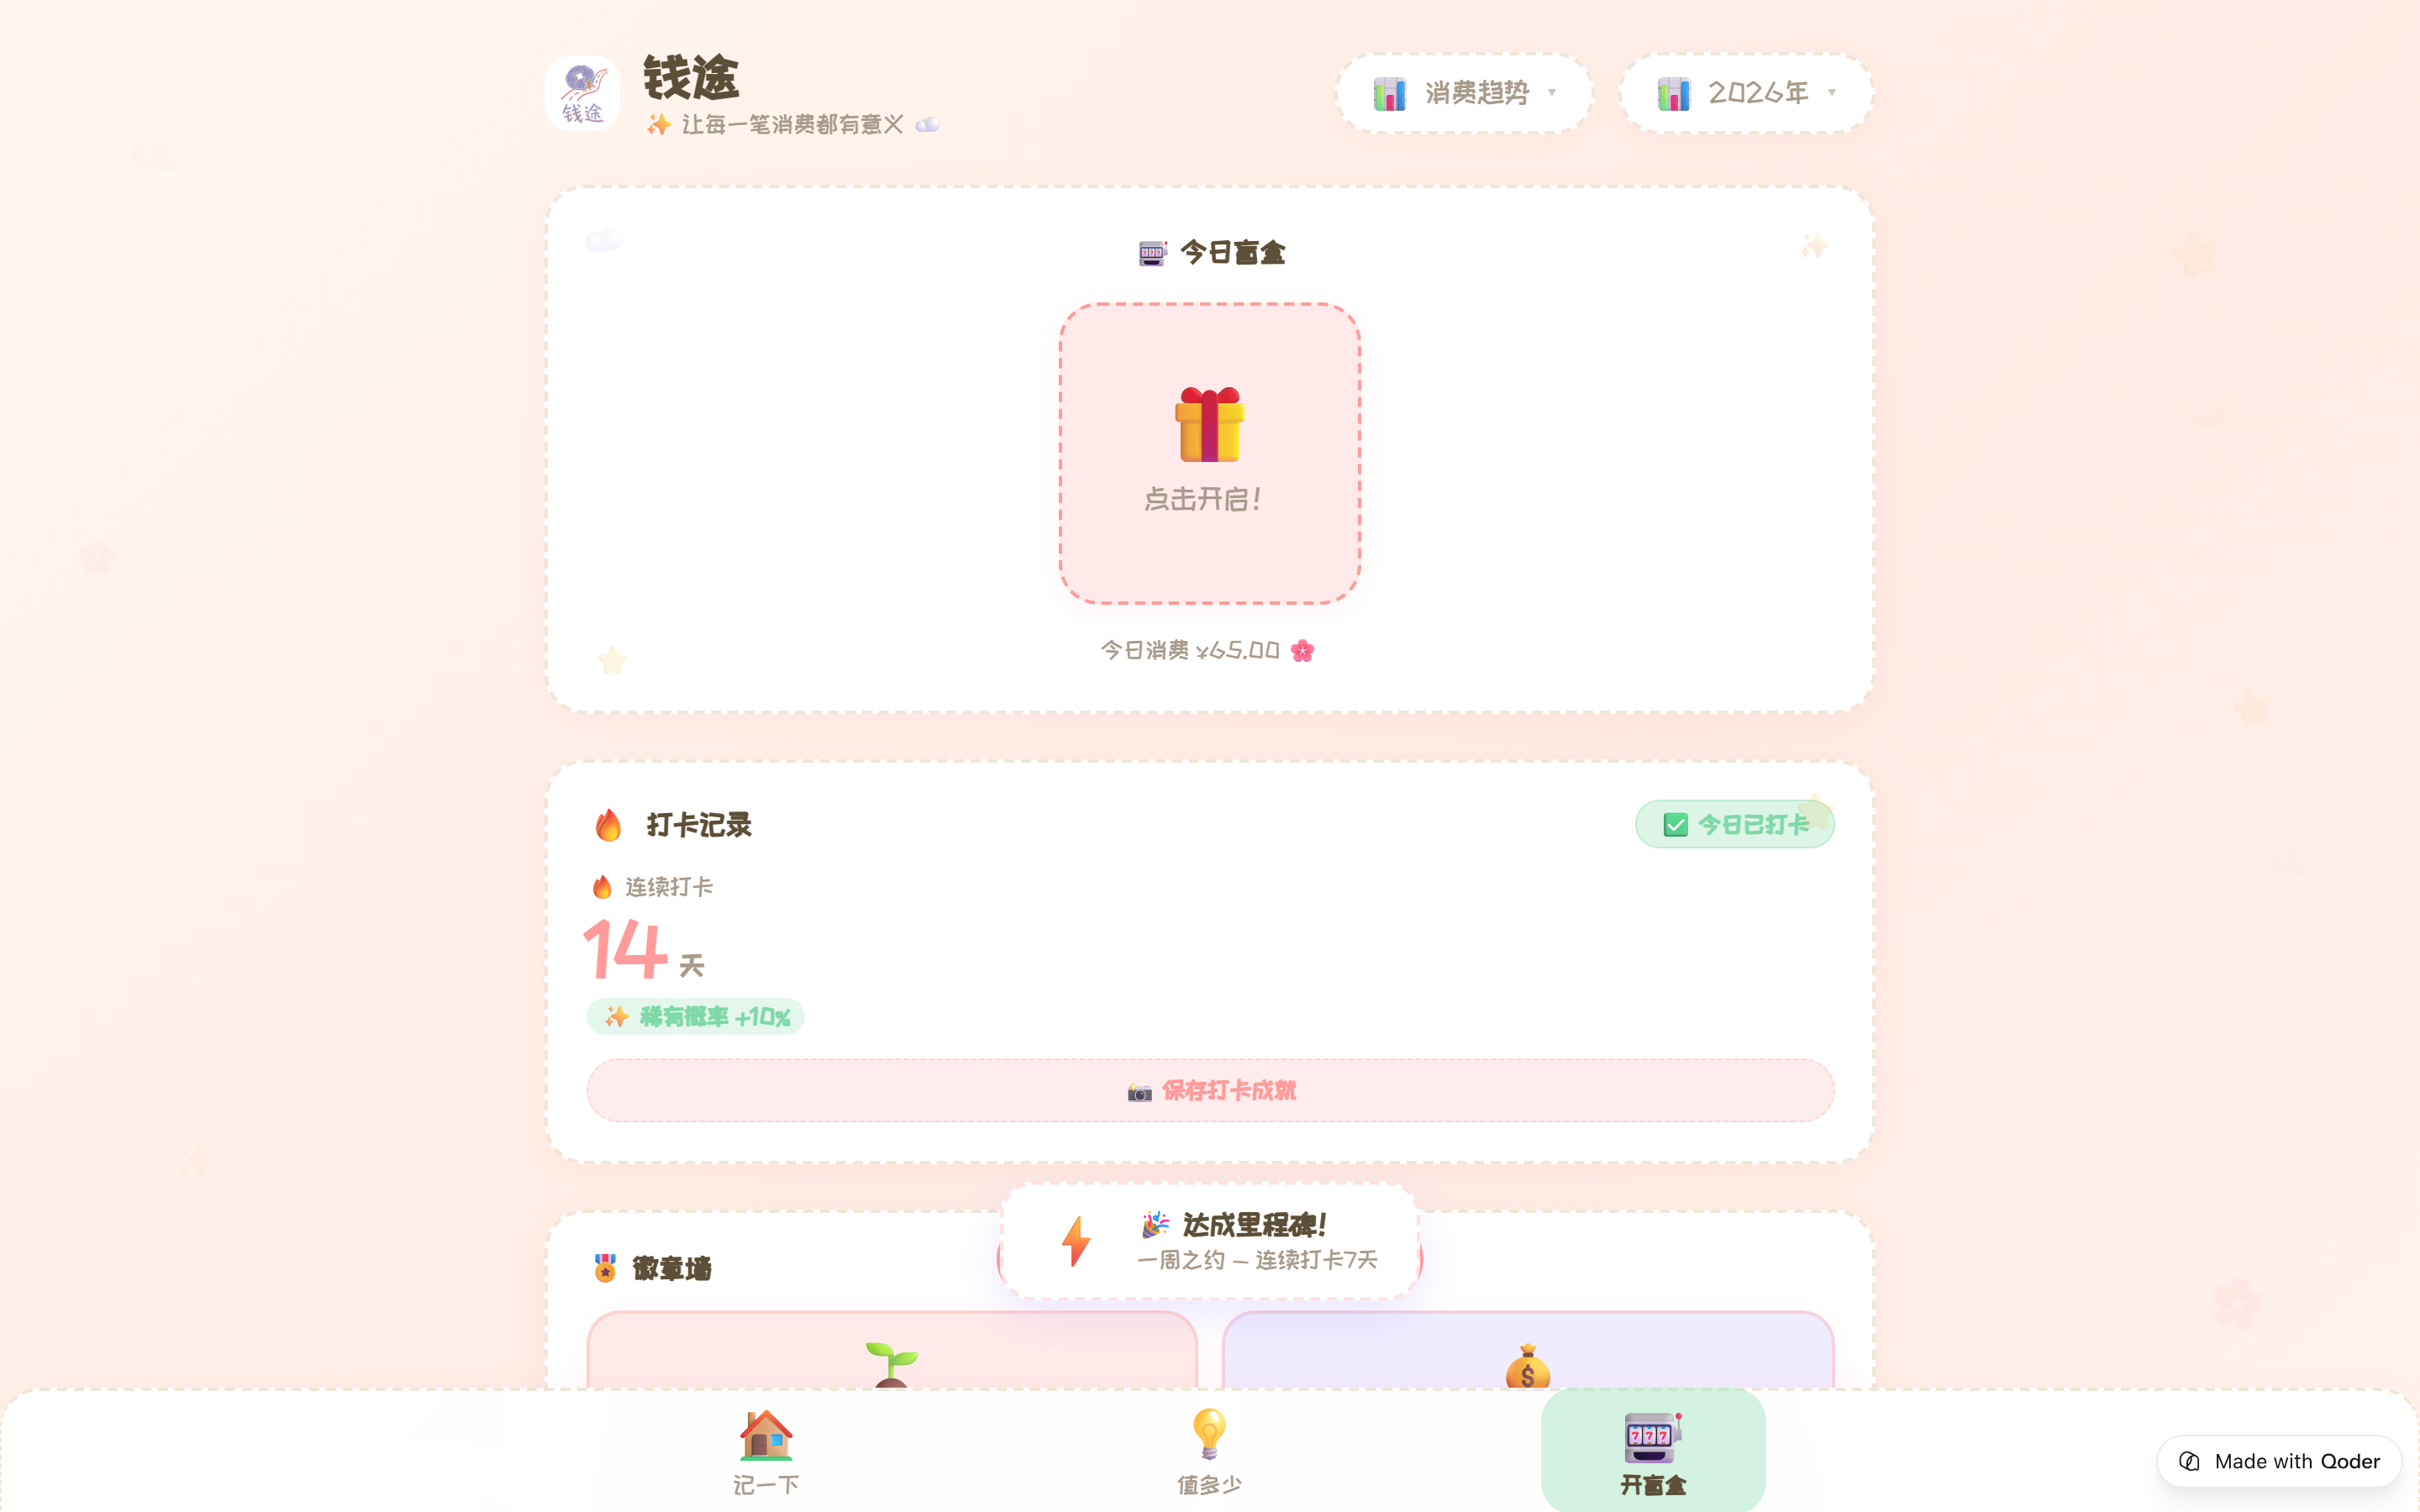 钱途
钱途
✨ 让每一笔消费都有意义 ☁️
📊 消费趋势 ▼
📊 2026年 ▼
🎰 今日盲盒
点击开启！
今日消费 ¥65.00 🌸
🔥 打卡记录
✅ 今日已打卡
🔥 连续打卡
14 天
✨ 稀有概率 +10%
📸 保存打卡成就
🎉 达成里程碑！
一周之约 — 连续打卡7天
🏅 徽章墙
记一下
值多少
777
开盲盒
Made with Qoder